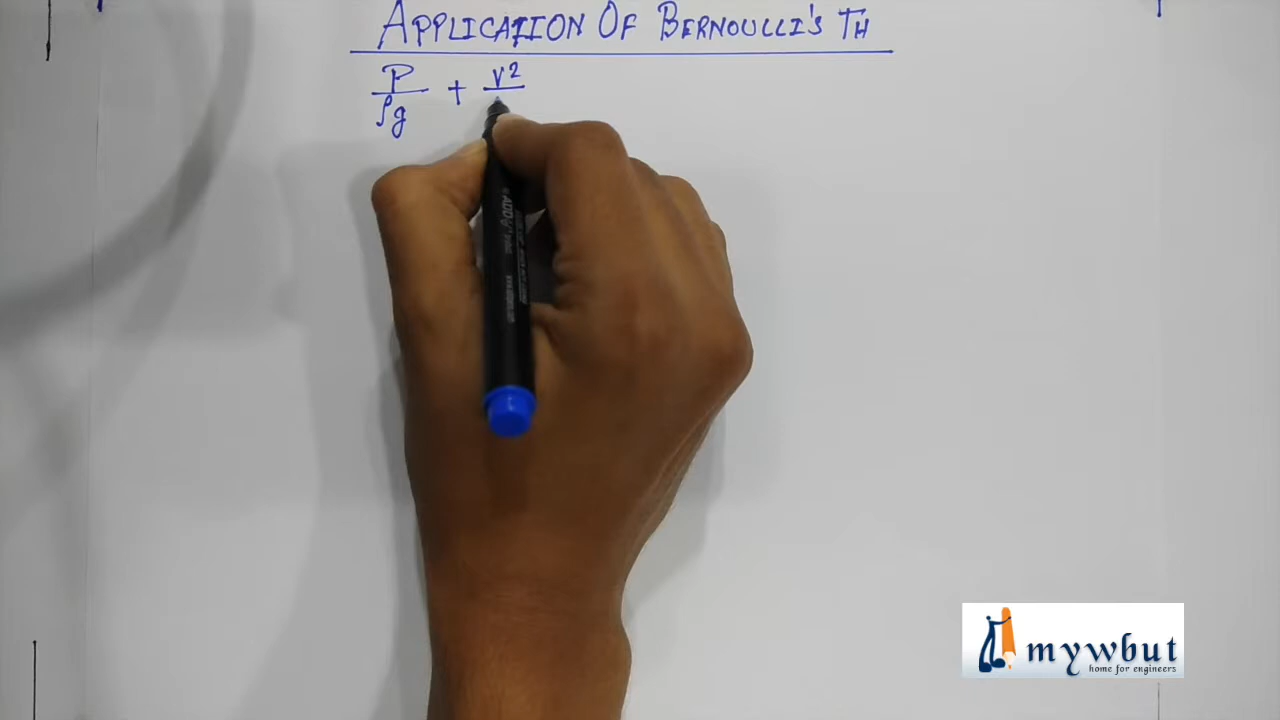 APPLICATION OF BERNOULLI'S TH
P/ρg + V²/
mywbut
home for engineers